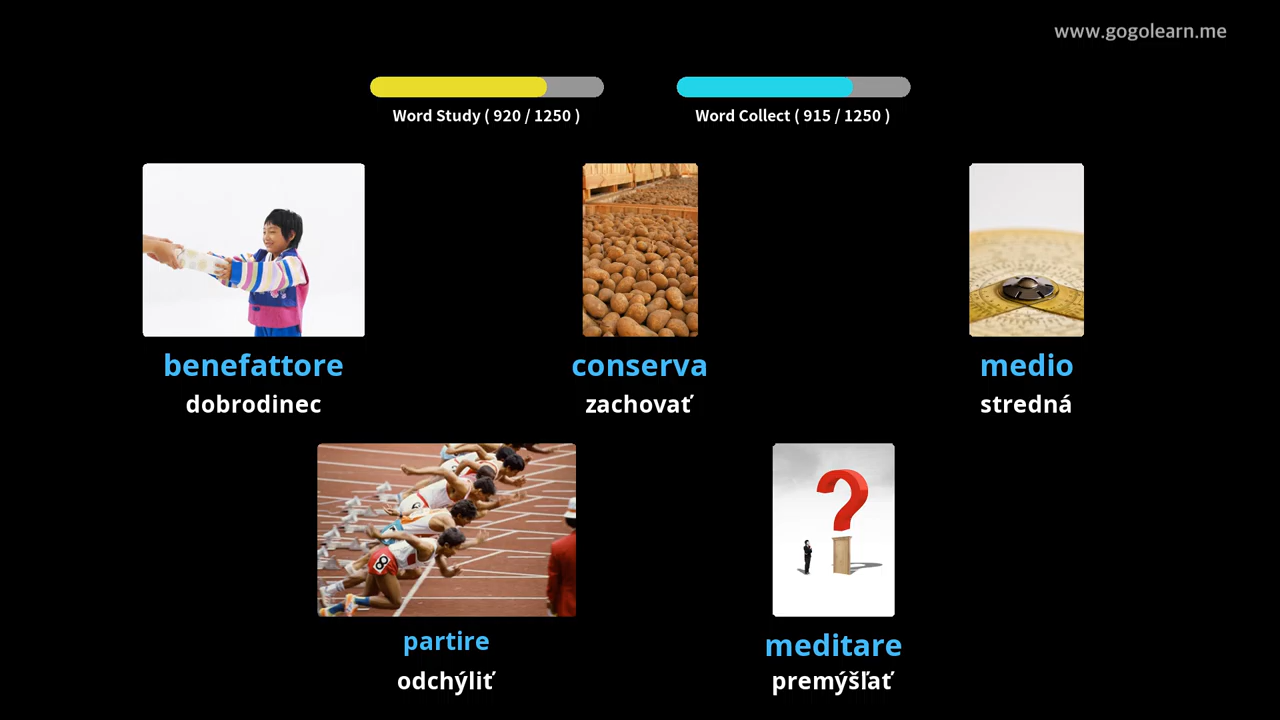 www.gogolearn.me
Word Study ( 920 / 1250 )
Word Collect ( 915 / 1250 )
benefattore
dobrodinec
conserva
zachovať
medio
stredná
partire
odchýliť
meditare
premýšľať